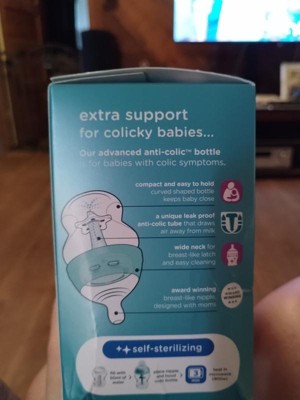 extra support
for colicky babies...
Our advanced anti-colic™ bottle
is for babies with colic symptoms.
compact and easy to hold
curved shaped bottle
keeps baby close
a unique leak proof
anti-colic tube that draws
air away from milk
wide neck for
breast-like latch
and easy cleaning
award winning
breast-like nipple,
designed with moms
self-sterilizing
water